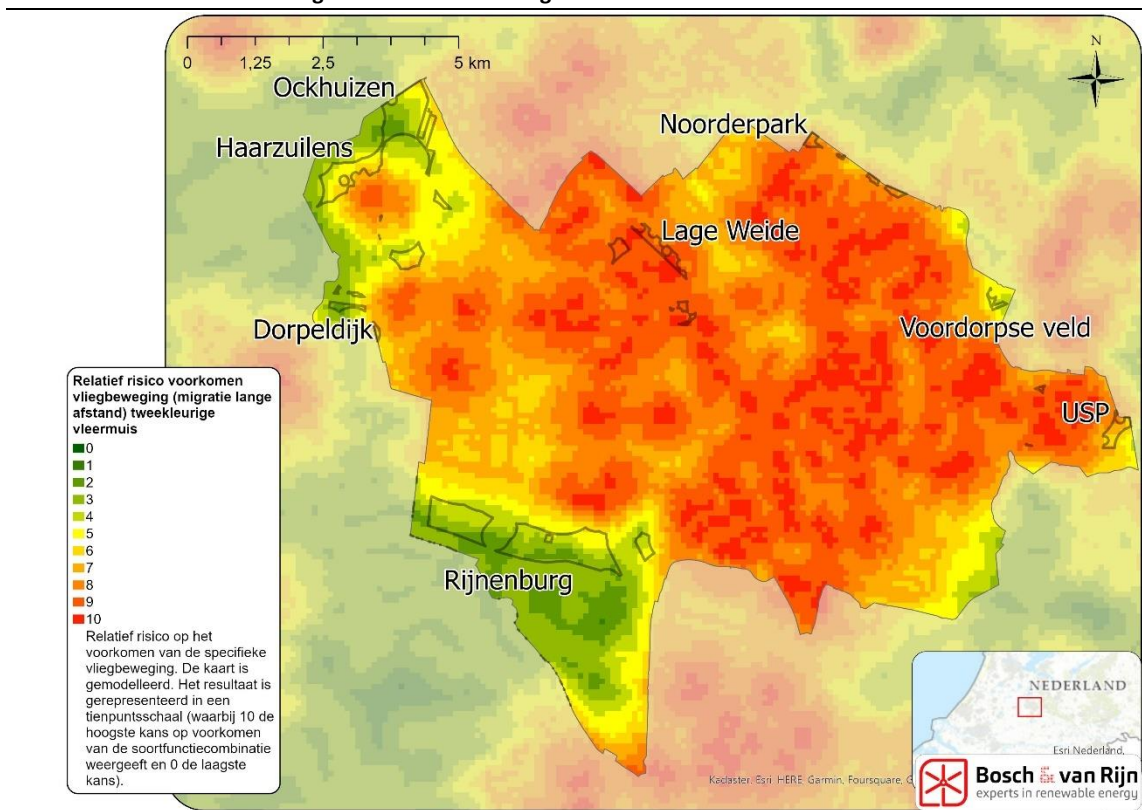 0 1,25 2,5 5 km
N
Ockhuizen
Haarzuilens
Noorderpark
Lage Weide
Dorpeldijk
Voordorpse veld
USP
Rijnenburg
Relatief risico voorkomen
vliegbeweging (migratie lange
afstand) tweekleurige
vleermuis
0
1
2
3
4
5
6
7
8
9
10
Relatief risico op het
voorkomen van de specifieke
vliegbeweging. De kaart is
gemodelleerd. Het resultaat is
gerepresenteerd in een
tienpuntsschaal (waarbij 10 de
hoogste kans op voorkomen
van de soortfunctiecombinatie
weergeeft en 0 de laagste
kans).
NEDERLAND
Esri Nederland,
Kadaster, Esri, HERE, Garmin, Foursquare, G
Bosch & van Rijn
experts in renewable energy